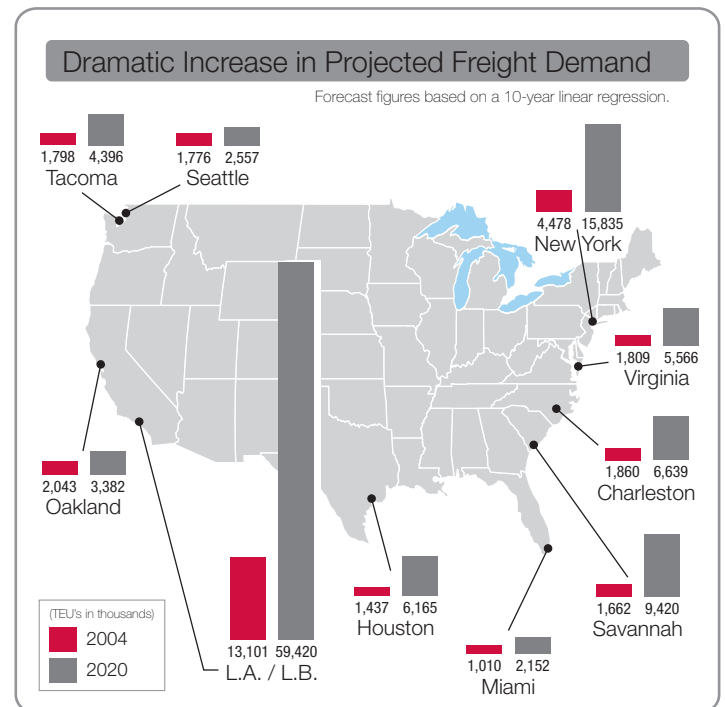 Dramatic Increase in Projected Freight Demand
Forecast figures based on a 10-year linear regression.
1,798 4,396
Tacoma
1,776 2,557
Seattle
4,478 15,835
New York
1,809 5,566
Virginia
1,860 6,639
Charleston
2,043 3,382
Oakland
1,662 9,420
Savannah
1,437 6,165
Houston
13,101 59,420
L.A. / L.B.
1,010 2,152
Miami
(TEU's in thousands)
2004
2020